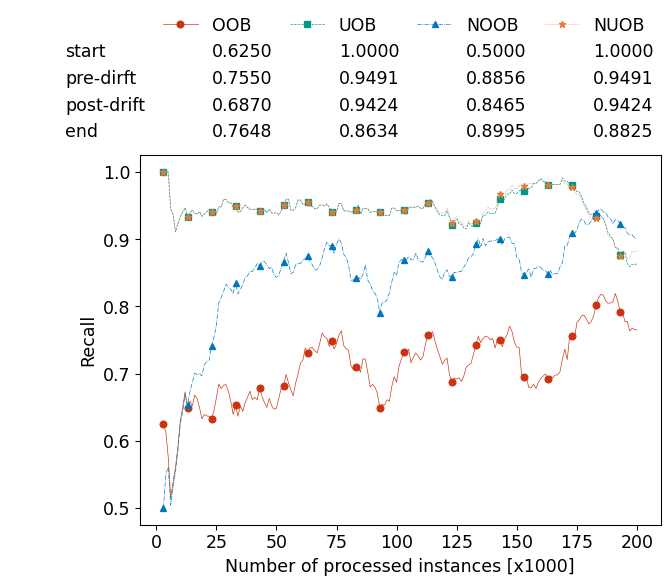 OOB UOB NOOB NUOB
start 0.6250 1.0000 0.5000 1.0000
pre-dirft 0.7550 0.9491 0.8856 0.9491
post-drift 0.6870 0.9424 0.8465 0.9424
end 0.7648 0.8634 0.8995 0.8825
1.0
0.9
0.8
0.7
0.6
0.5
Recall
0 25 50 75 100 125 150 175 200
Number of processed instances [x1000]